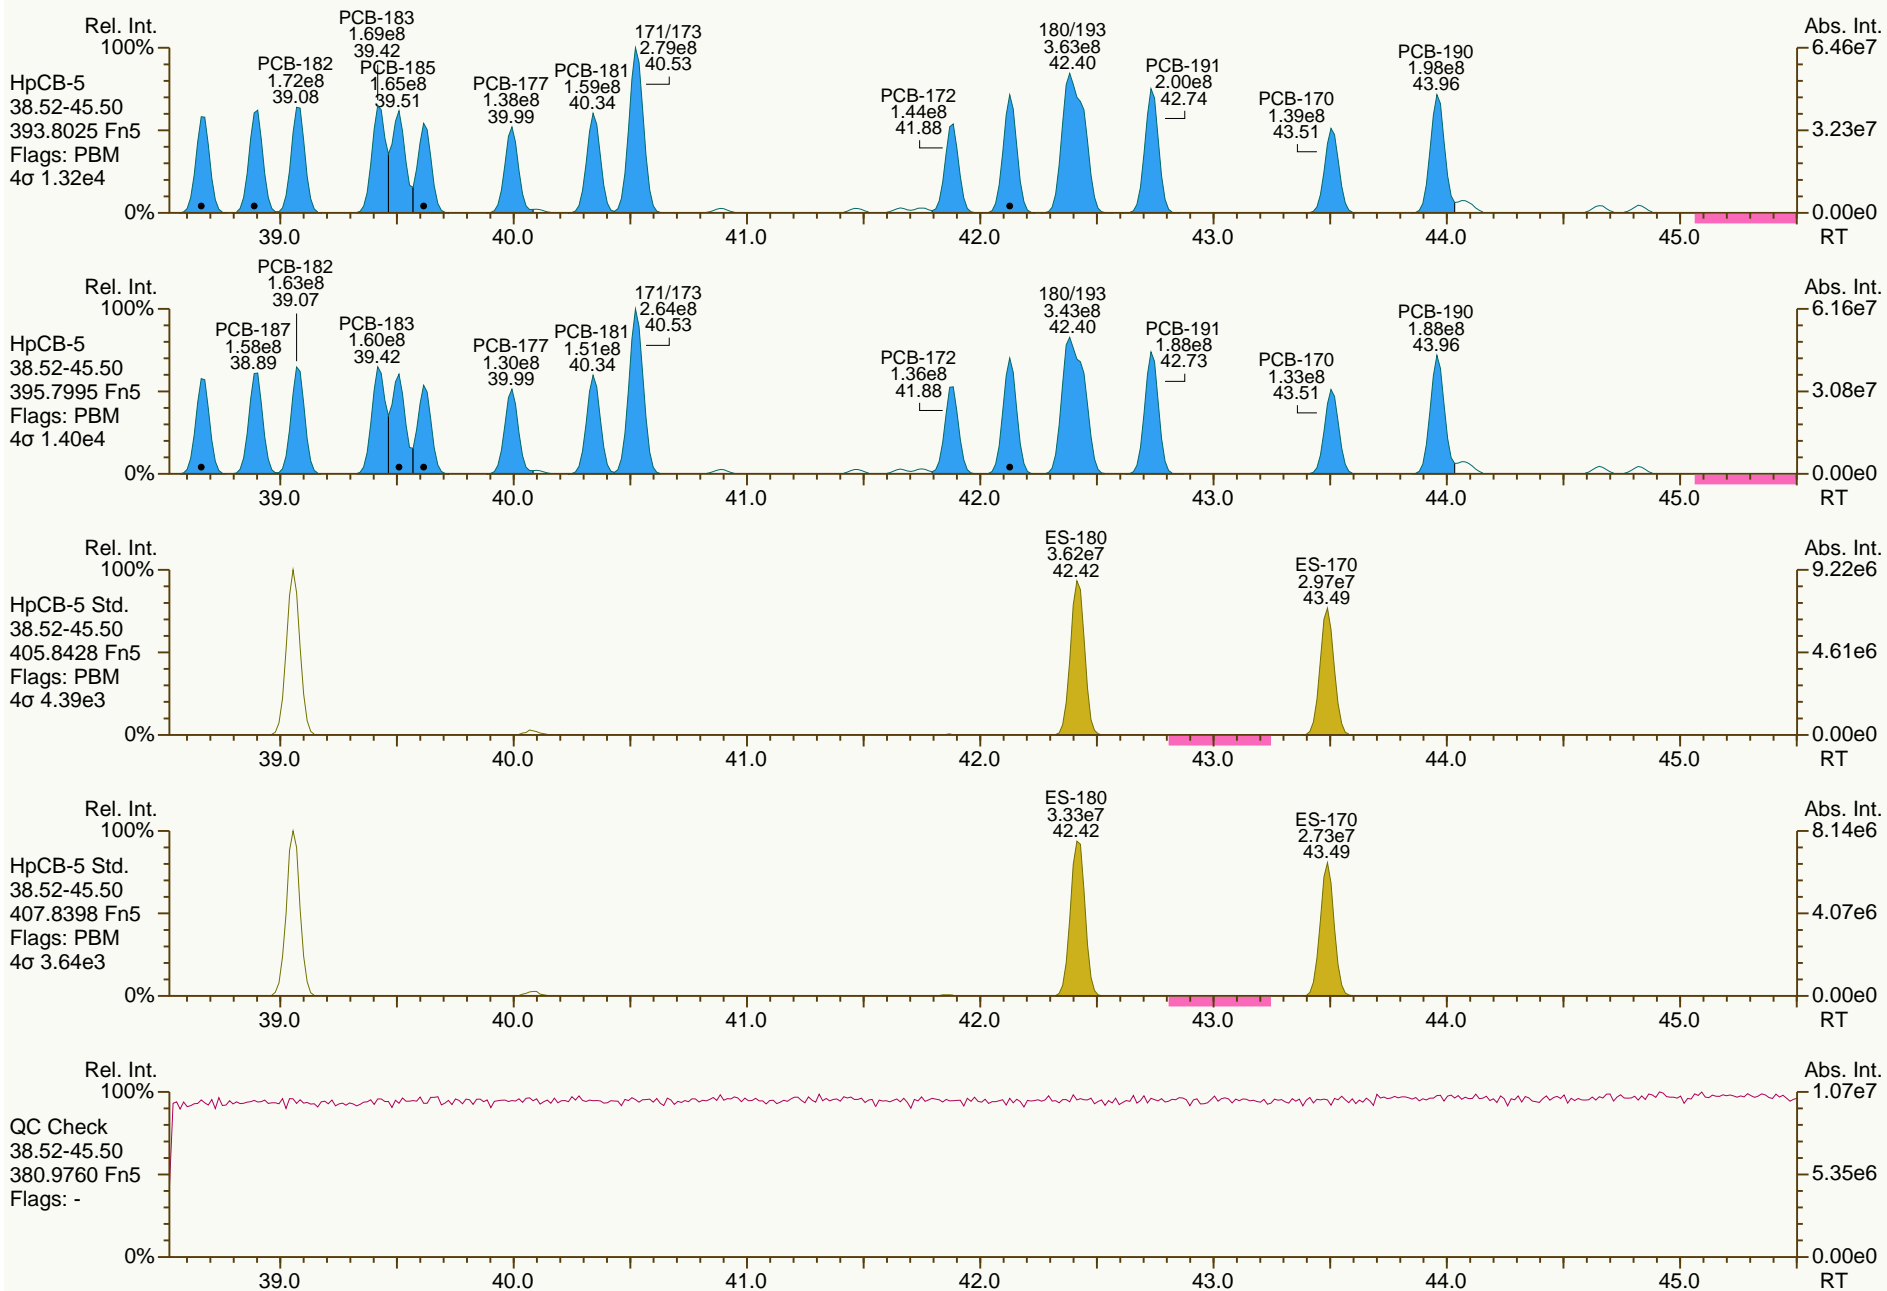 Rel. Int.
Abs. Int.
100%
50%
0%
6.46e7
3.23e7
0.00e0
HpCB-5
38.52-45.50
393.8025 Fn5
Flags: PBM
4σ 1.32e4
PCB-182
1.72e8
39.08
PCB-183
1.69e8
39.42
PCB-185
1.65e8
39.51
PCB-177
1.38e8
39.99
PCB-181
1.59e8
40.34
171/173
2.79e8
40.53
PCB-172
1.44e8
41.88
180/193
3.63e8
42.40
PCB-191
2.00e8
42.74
PCB-170
1.39e8
43.51
PCB-190
1.98e8
43.96
39.0 40.0 41.0 42.0 43.0 44.0 45.0 RT
Rel. Int.
Abs. Int.
100%
50%
0%
6.16e7
3.08e7
0.00e0
HpCB-5
38.52-45.50
395.7995 Fn5
Flags: PBM
4σ 1.40e4
PCB-187
1.58e8
38.89
PCB-182
1.63e8
39.07
PCB-183
1.60e8
39.42
PCB-177
1.30e8
39.99
PCB-181
1.51e8
40.34
171/173
2.64e8
40.53
PCB-172
1.36e8
41.88
180/193
3.43e8
42.40
PCB-191
1.88e8
42.73
PCB-170
1.33e8
43.51
PCB-190
1.88e8
43.96
39.0 40.0 41.0 42.0 43.0 44.0 45.0 RT
Rel. Int.
Abs. Int.
100%
50%
0%
9.22e6
4.61e6
0.00e0
HpCB-5 Std.
38.52-45.50
405.8428 Fn5
Flags: PBM
4σ 4.39e3
ES-180
3.62e7
42.42
ES-170
2.97e7
43.49
39.0 40.0 41.0 42.0 43.0 44.0 45.0 RT
Rel. Int.
Abs. Int.
100%
50%
0%
8.14e6
4.07e6
0.00e0
HpCB-5 Std.
38.52-45.50
407.8398 Fn5
Flags: PBM
4σ 3.64e3
ES-180
3.33e7
42.42
ES-170
2.73e7
43.49
39.0 40.0 41.0 42.0 43.0 44.0 45.0 RT
Rel. Int.
Abs. Int.
100%
50%
0%
1.07e7
5.35e6
0.00e0
QC Check
38.52-45.50
380.9760 Fn5
Flags: -
39.0 40.0 41.0 42.0 43.0 44.0 45.0 RT